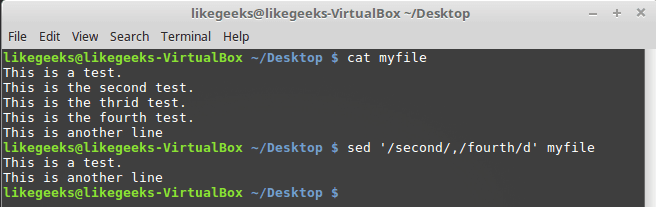 likegeeks@likegeeks-VirtualBox ~/Desktop
File Edit View Search Terminal Help
likegeeks@likegeeks-VirtualBox ~/Desktop $ cat myfile
This is a test.
This is the second test.
This is the thrid test.
This is the fourth test.
This is another line
likegeeks@likegeeks-VirtualBox ~/Desktop $ sed '/second/,/fourth/d' myfile
This is a test.
This is another line
likegeeks@likegeeks-VirtualBox ~/Desktop $